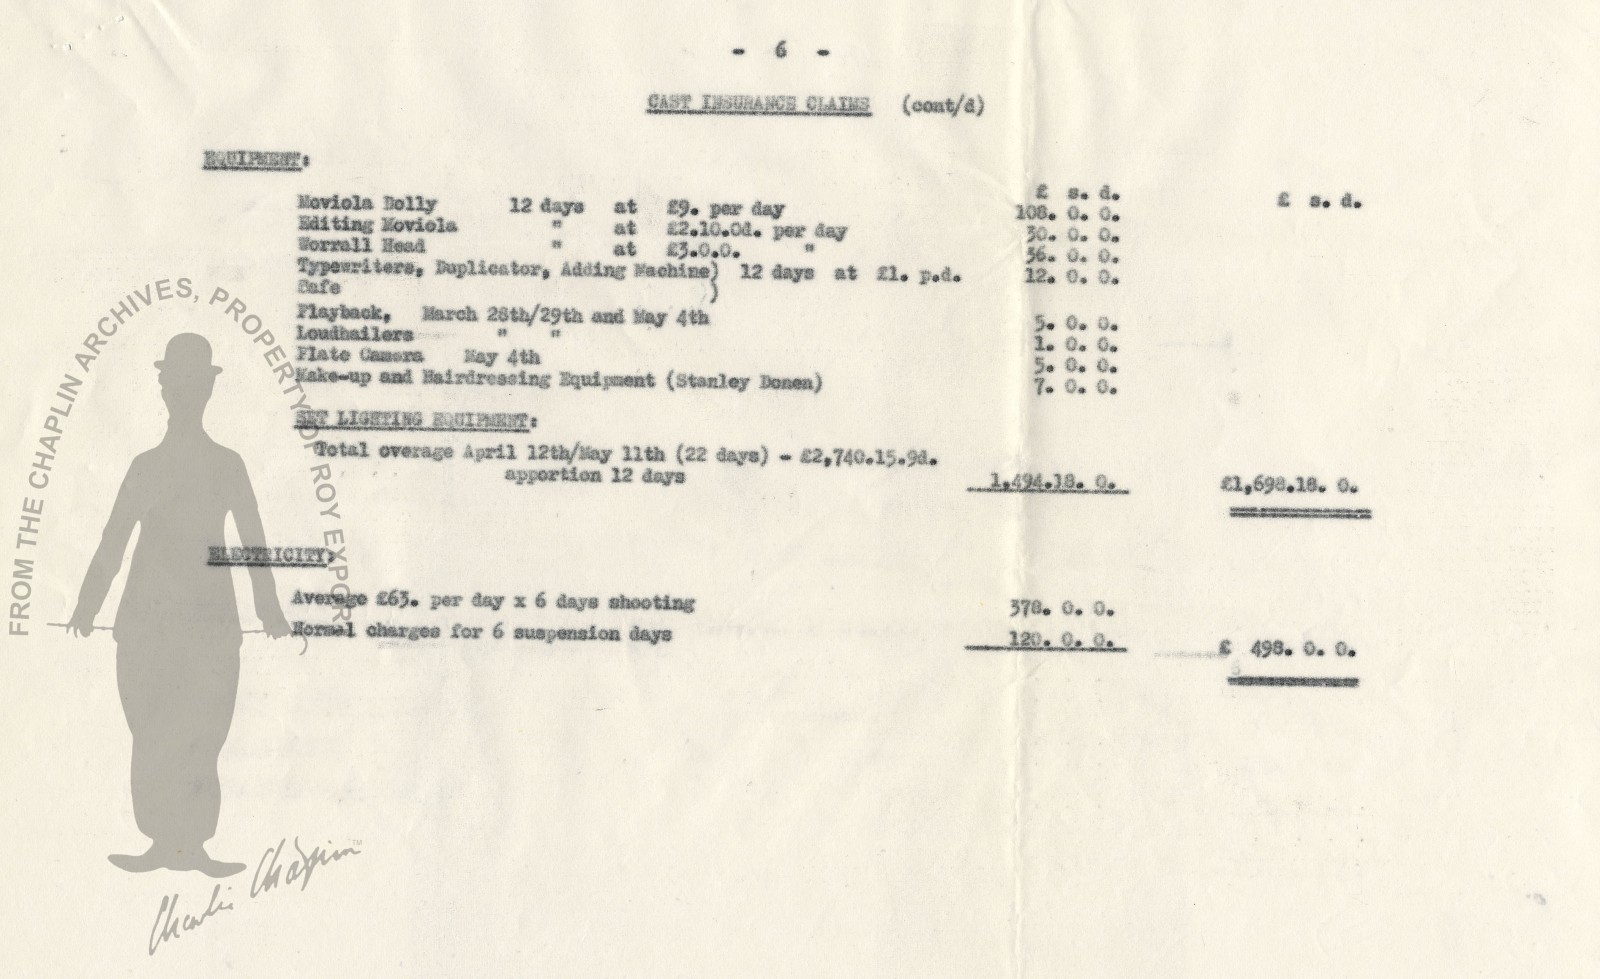 - 6 -
CAST INSURANCE CLAIMS (cont/d)
EQUIPMENT:
£ s. d. £ s. d.
Moviola Dolly 12 days at £9. per day 108. 0. 0.
Editing Moviola " at £2.10.0d. per day 30. 0. 0.
Worrall Head " at £3.0.0. " 36. 0. 0.
Typewriters, Duplicator, Adding Machine) 12 days at £1. p.d. 12. 0. 0.
Safe )
Playback, March 28th/29th and May 4th 5. 0. 0.
Loudhailers " " 1. 0. 0.
Plate Camera May 4th 5. 0. 0.
Make-up and Hairdressing Equipment (Stanley Donen) 7. 0. 0.
SET LIGHTING EQUIPMENT:
Total overage April 12th/May 11th (22 days) - £2,740.15.9d.
apportion 12 days 1,494.18. 0. £1,698.18. 0.
ELECTRICITY:
Average £63. per day x 6 days shooting 378. 0. 0.
Normal charges for 6 suspension days 120. 0. 0. £ 498. 0. 0.
FROM THE CHAPLIN ARCHIVES, PROPERTY OF ROY EXPORT
Charlie Chaplin ™